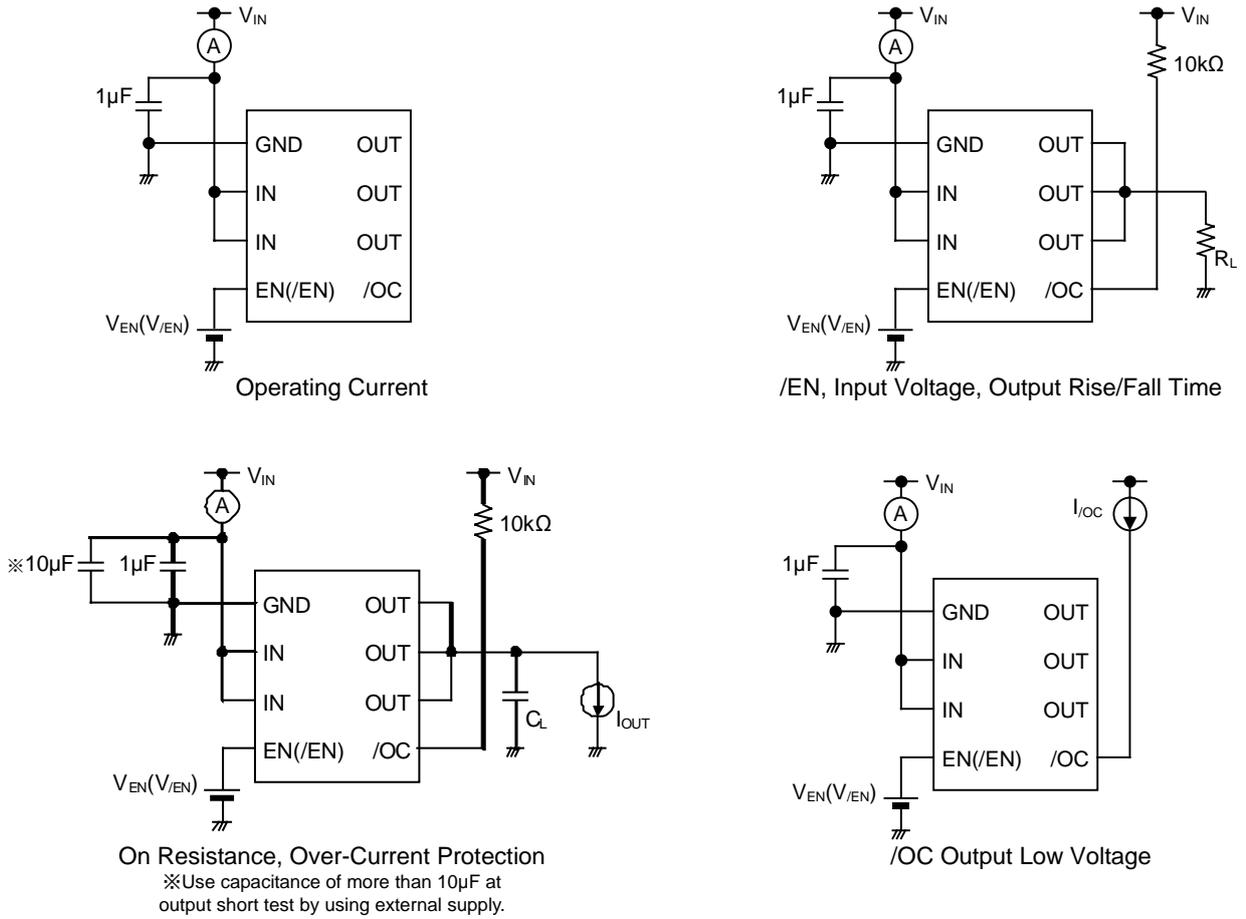 VIN
A
1µF
GND OUT
IN OUT
IN OUT
EN(/EN) /OC
VEN(V/EN)
Operating Current
VIN VIN
A
10kΩ
1µF
GND OUT
IN OUT
IN OUT
RL
EN(/EN) /OC
VEN(V/EN)
/EN, Input Voltage, Output Rise/Fall Time
VIN VIN
A
10kΩ
※10µF 1µF
GND OUT
IN OUT
IN OUT
CL IOUT
EN(/EN) /OC
VEN(V/EN)
On Resistance, Over-Current Protection
※Use capacitance of more than 10µF at
output short test by using external supply.
VIN
A
I/OC
1µF
GND OUT
IN OUT
IN OUT
EN(/EN) /OC
VEN(V/EN)
/OC Output Low Voltage